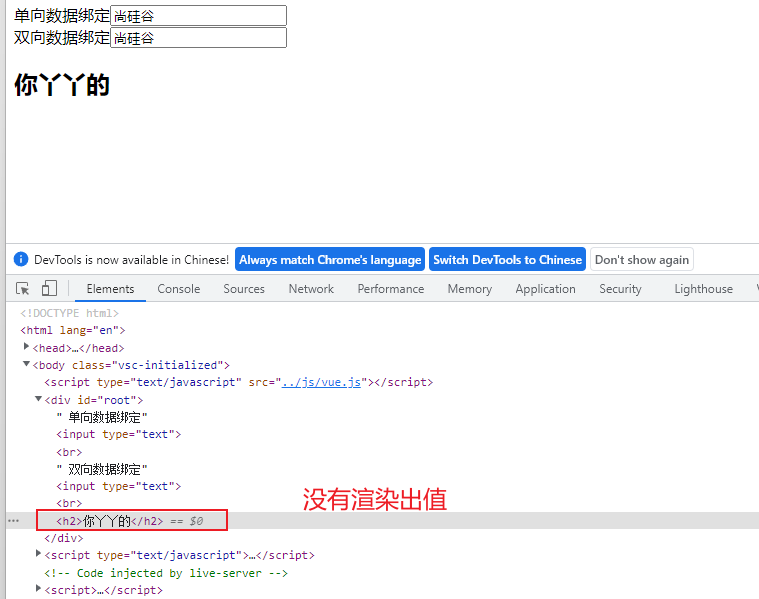 单向数据绑定 尚硅谷
双向数据绑定 尚硅谷
你丫丫的
DevTools is now available in Chinese! Always match Chrome's language Switch DevTools to Chinese Don't show again
Elements Console Sources Network Performance Memory Application Security Lighthouse
<!DOCTYPE html>
<html lang="en">
<head>…</head>
<body class="vsc-initialized">
<script type="text/javascript" src="../js/vue.js"></script>
<div id="root">
" 单向数据绑定"
<input type="text">
<br>
" 双向数据绑定"
<input type="text">
<br>
没有渲染出值
<h2>你丫丫的</h2> == $0
</div>
<script type="text/javascript">…</script>
<!-- Code injected by live-server -->
<script>…</script>